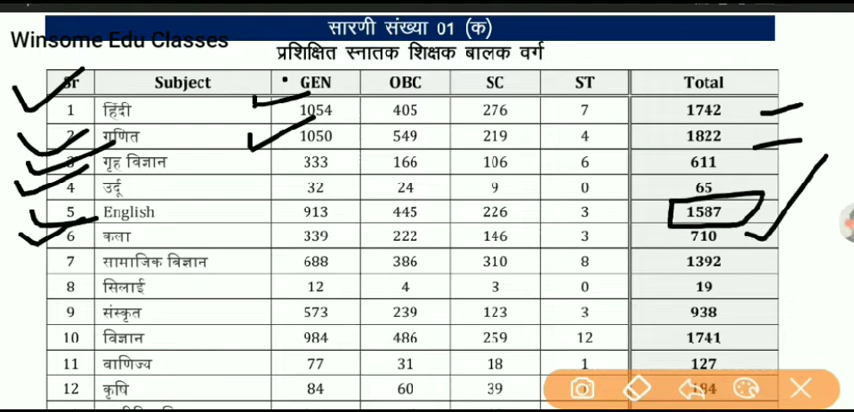 सारणी संख्या 01 (क)
Winsome Edu Classes
प्रशिक्षित स्नातक शिक्षक बालक वर्ग
Sr Subject GEN OBC SC ST Total
1 हिंदी 1054 405 276 7 1742
2 गणित 1050 549 219 4 1822
3 गृह विज्ञान 333 166 106 6 611
4 उर्दू 32 24 9 0 65
5 English 913 445 226 3 1587
6 कला 339 222 146 3 710
7 सामाजिक विज्ञान 688 386 310 8 1392
8 सिलाई 12 4 3 0 19
9 संस्कृत 573 239 123 3 938
10 विज्ञान 984 486 259 12 1741
11 वाणिज्य 77 31 18 1 127
12 कृषि 84 60 39 184